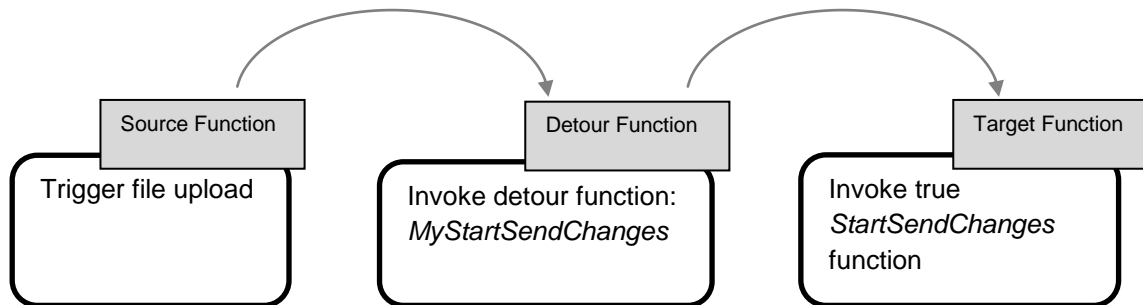 Source Function
Trigger file upload
Detour Function
Invoke detour function:
MyStartSendChanges
Target Function
Invoke true
StartSendChanges
function